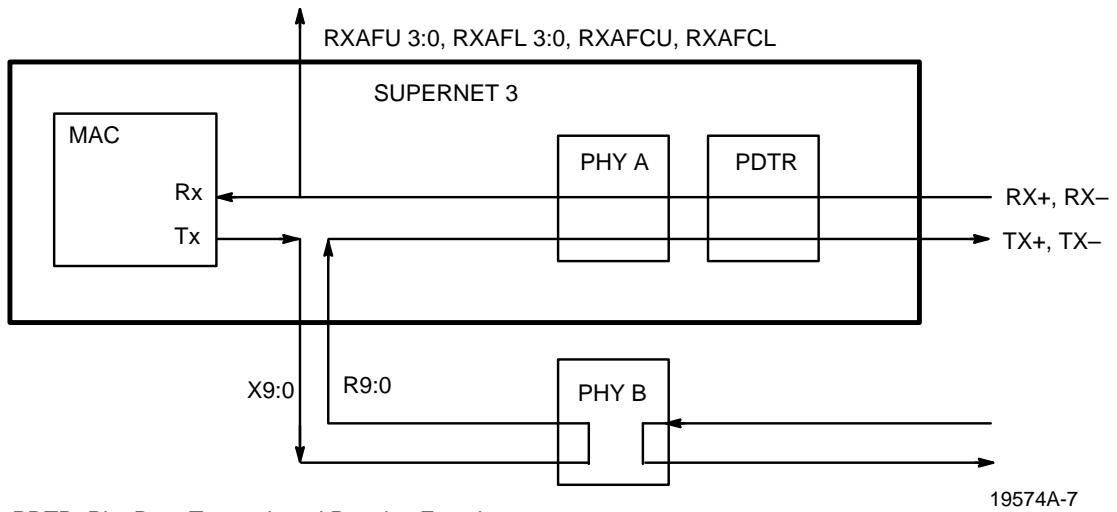 RXAFU 3:0, RXAFL 3:0, RXAFCU, RXAFCL
SUPERNET 3
MAC
Rx
Tx
PHY A
PDTR
RX+, RX–
TX+, TX–
X9:0
R9:0
PHY B
19574A-7